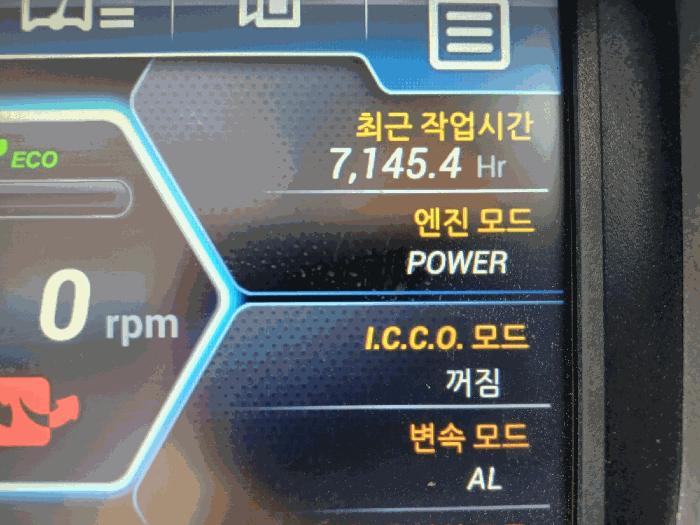 최근 작업시간
7,145.4 Hr
엔진 모드
POWER
ECO
0 rpm
I.C.C.O. 모드
꺼짐
변속 모드
AL